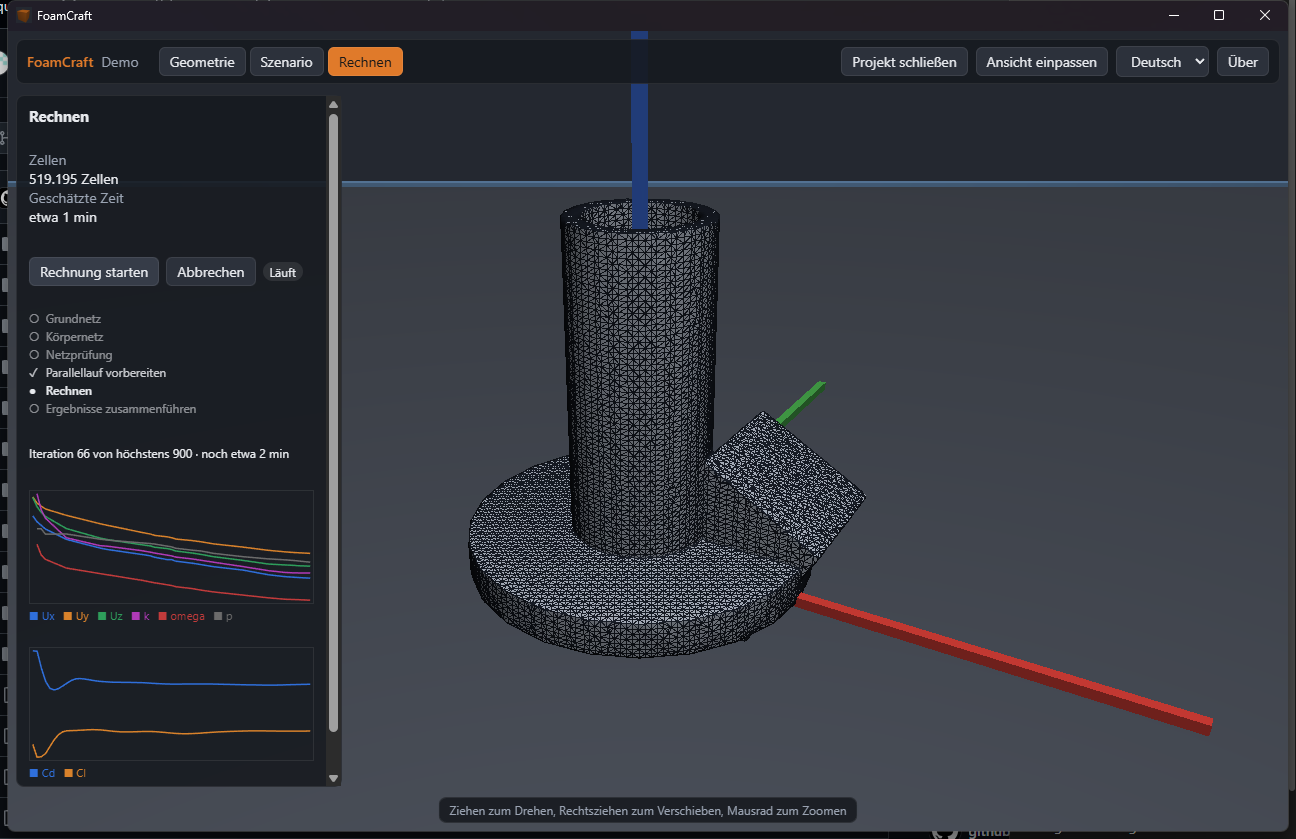 FoamCraft
FoamCraft Demo Geometrie Szenario Rechnen Projekt schließen Ansicht einpassen Deutsch Über
Rechnen
Zellen
519.195 Zellen
Geschätzte Zeit
etwa 1 min
Rechnung starten Abbrechen Läuft
Grundnetz
Körpernetz
Netzprüfung
Parallellauf vorbereiten
Rechnen
Ergebnisse zusammenführen
Iteration 66 von höchstens 900 · noch etwa 2 min
Ux Uy Uz k omega p
Cd Cl
Ziehen zum Drehen, Rechtsziehen zum Verschieben, Mausrad zum Zoomen